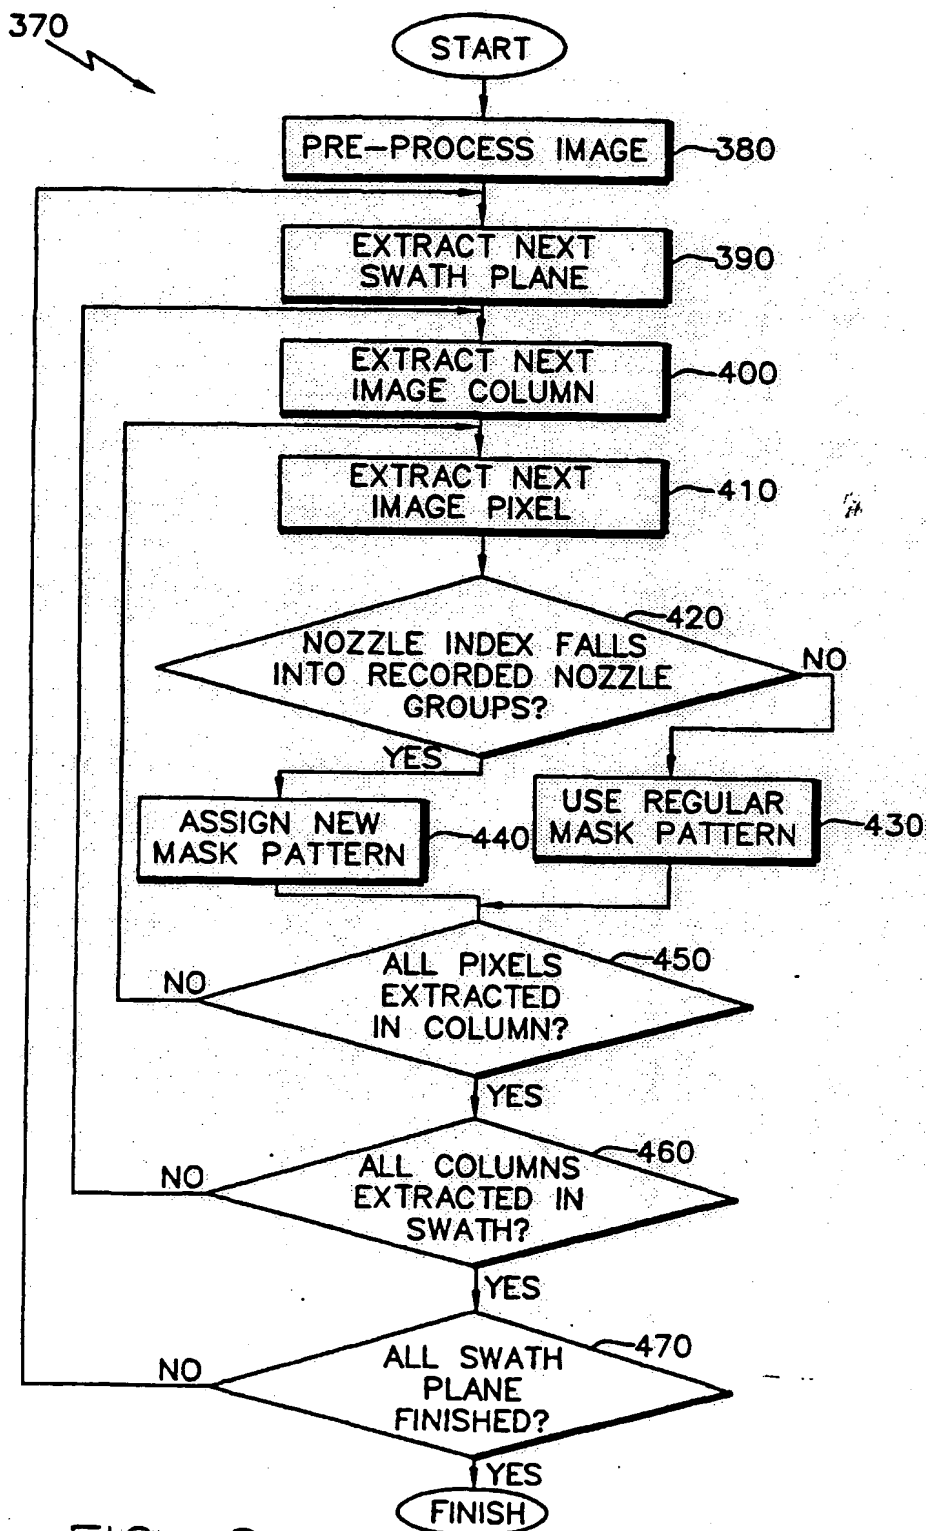 370
START
PRE-PROCESS IMAGE
380
EXTRACT NEXT
SWATH PLANE
390
EXTRACT NEXT
IMAGE COLUMN
400
EXTRACT NEXT
IMAGE PIXEL
410
420
NOZZLE INDEX FALLS
INTO RECORDED NOZZLE
GROUPS?
NO
YES
ASSIGN NEW
MASK PATTERN
440
USE REGULAR
MASK PATTERN
430
450
ALL PIXELS
EXTRACTED
IN COLUMN?
NO
YES
460
ALL COLUMNS
EXTRACTED IN
SWATH?
NO
YES
470
ALL SWATH
PLANE
FINISHED?
NO
YES
FINISH